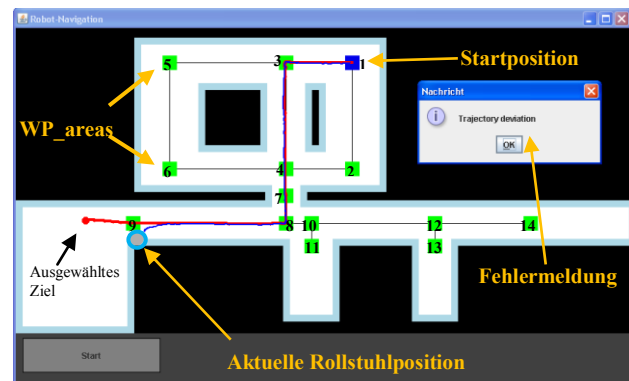 Robot-Navigation
5
3
1
Startposition
Nachricht
Trajectory deviation
OK
WP_areas
6
4
2
7
9
8
10
12
14
11
13
Ausgewähltes
Ziel
Fehlermeldung
Start
Aktuelle Rollstuhlposition